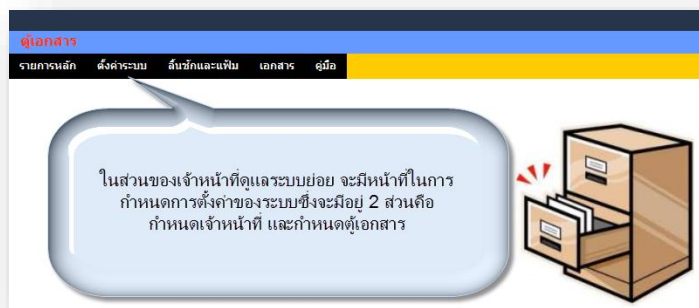 ตู้เอกสาร
รายการหลัก ตั้งค่าระบบ ลิ้นชักและแฟ้ม เอกสาร คู่มือ
ในส่วนของเจ้าหน้าที่ดูแลระบบย่อย จะมีหน้าที่ในการ
กำหนดการตั้งค่าของระบบซึ่งจะมีอยู่ 2 ส่วนคือ
กำหนดเจ้าหน้าที่ และกำหนดตู้เอกสาร